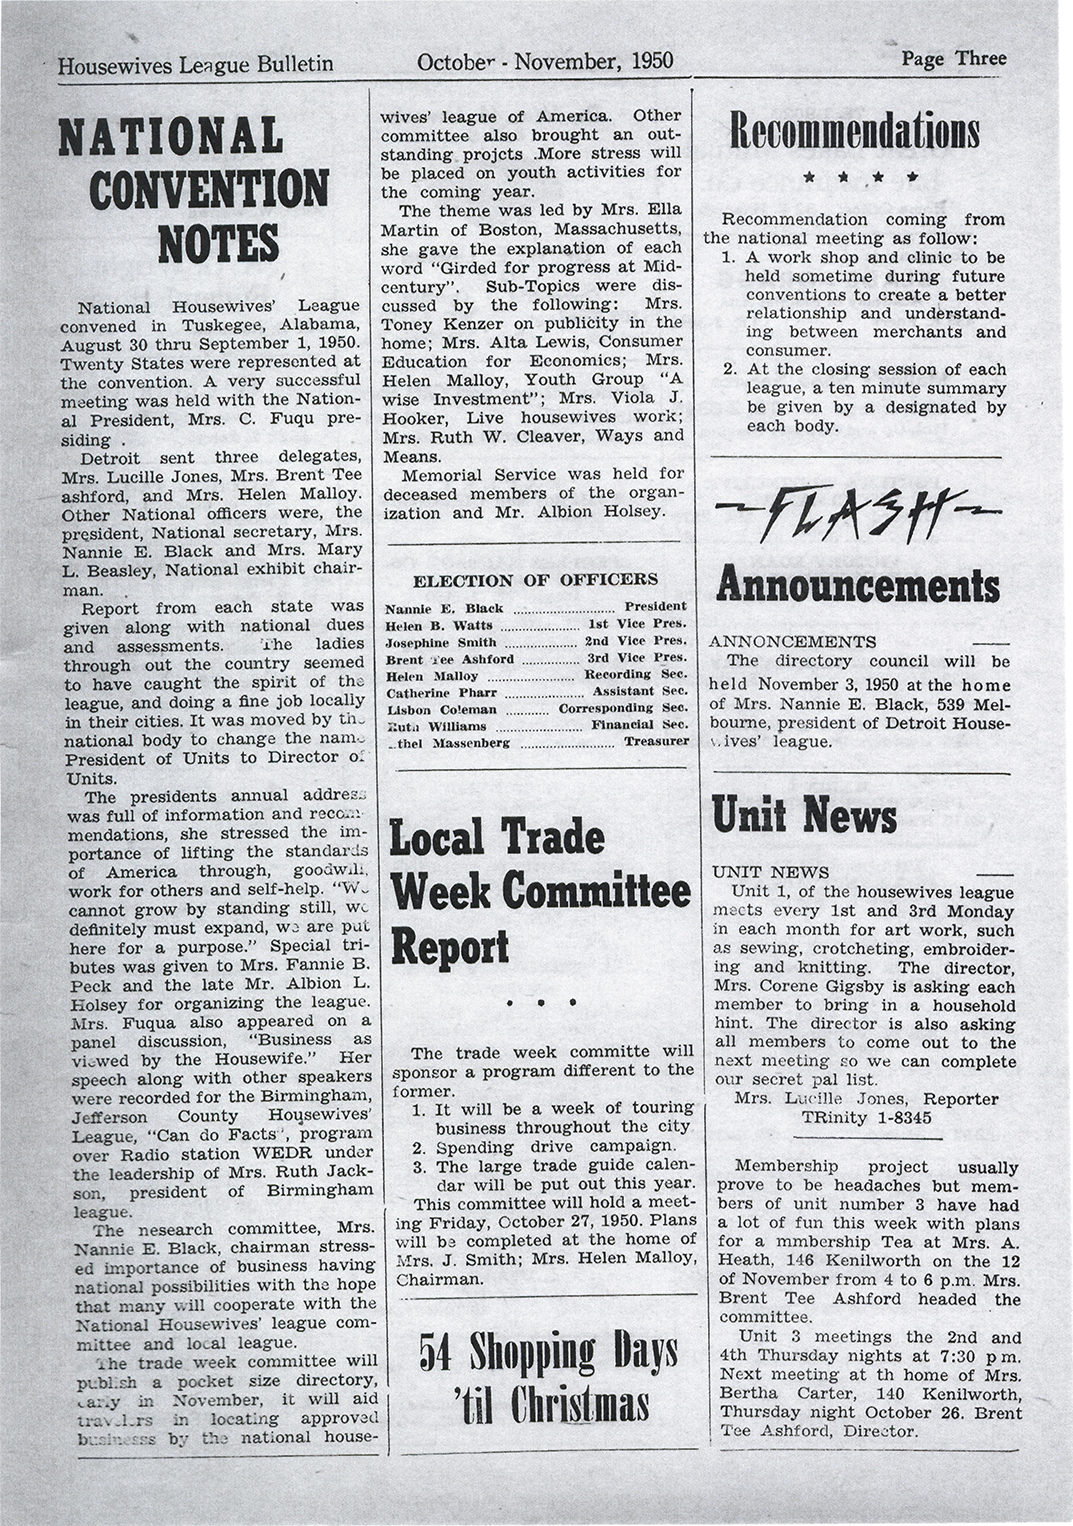 Housewives League Bulletin October - November, 1950 Page Three
NATIONAL
CONVENTION
NOTES
National Housewives' League
convened in Tuskegee, Alabama,
August 30 thru September 1, 1950.
Twenty States were represented at
the convention. A very successful
meeting was held with the Nation-
al President, Mrs. C. Fuqu pre-
siding .
Detroit sent three delegates,
Mrs. Lucille Jones, Mrs. Brent Tee
ashford, and Mrs. Helen Malloy.
Other National officers were, the
president, National secretary, Mrs.
Nannie E. Black and Mrs. Mary
L. Beasley, National exhibit chair-
man.
Report from each state was
given along with national dues
and assessments. The ladies
through out the country seemed
to have caught the spirit of the
league, and doing a fine job locally
in their cities. It was moved by the
national body to change the name
President of Units to Director of
Units.
The presidents annual address
was full of information and recom-
mendations, she stressed the im-
portance of lifting the standards
of America through, goodwill,
work for others and self-help. "We
cannot grow by standing still, we
definitely must expand, we are put
here for a purpose." Special tri-
butes was given to Mrs. Fannie B.
Peck and the late Mr. Albion L.
Holsey for organizing the league.
Mrs. Fuqua also appeared on a
panel discussion, "Business as
viewed by the Housewife." Her
speech along with other speakers
were recorded for the Birmingham,
Jefferson County Housewives'
League, "Can do Facts", program
over Radio station WEDR under
the leadership of Mrs. Ruth Jack-
son, president of Birmingham
league.
The nesearch committee, Mrs.
Nannie E. Black, chairman stress-
ed importance of business having
national possibilities with the hope
that many will cooperate with the
National Housewives' league com-
mittee and local league.
The trade week committee will
publish a pocket size directory,
early in November, it will aid
travelers in locating approved
business by the national house-
wives' league of America. Other
committee also brought an out-
standing projcts .More stress will
be placed on youth activities for
the coming year.
The theme was led by Mrs. Ella
Martin of Boston, Massachusetts,
she gave the explanation of each
word "Girded for progress at Mid-
century". Sub-Topics were dis-
cussed by the following: Mrs.
Toney Kenzer on publicity in the
home; Mrs. Alta Lewis, Consumer
Education for Economics; Mrs.
Helen Malloy, Youth Group "A
wise Investment"; Mrs. Viola J.
Hooker, Live housewives work;
Mrs. Ruth W. Cleaver, Ways and
Means.
Memorial Service was held for
deceased members of the organ-
ization and Mr. Albion Holsey.
ELECTION OF OFFICERS
Nannie E. Black .......................... President
Helen B. Watts .................... 1st Vice Pres.
Josephine Smith .................... 2nd Vice Pres.
Brent Tee Ashford .............. 3rd Vice Pres.
Helen Malloy .......................... Recording Sec.
Catherine Pharr .................... Assistant Sec.
Lisbon Coleman ........... Corresponding Sec.
Ruth Williams .......................... Financial Sec.
thel Massenberg ........................ Treasurer
Local Trade
Week Committee
Report
• • •
The trade week committe will
sponsor a program different to the
former.
1. It will be a week of touring
business throughout the city
2. Spending drive campaign.
3. The large trade guide calen-
dar will be put out this year.
This committee will hold a meet-
ing Friday, October 27, 1950. Plans
will be completed at the home of
Mrs. J. Smith; Mrs. Helen Malloy,
Chairman.
54 Shopping Days
'til Christmas
Recommendations
★ ★ ★ ★
Recommendation coming from
the national meeting as follow:
1. A work shop and clinic to be
held sometime during future
conventions to create a better
relationship and understand-
ing between merchants and
consumer.
2. At the closing session of each
league, a ten minute summary
be given by a designated by
each body.
FLASH
Announcements
ANNONCEMENTS
The directory council will be
held November 3, 1950 at the home
of Mrs. Nannie E. Black, 539 Mel-
bourne, president of Detroit House-
wives' league.
Unit News
UNIT NEWS
Unit 1, of the housewives league
meets every 1st and 3rd Monday
in each month for art work, such
as sewing, crotcheting, embroider-
ing and knitting. The director,
Mrs. Corene Gigsby is asking each
member to bring in a household
hint. The director is also asking
all members to come out to the
next meeting so we can complete
our secret pal list.
Mrs. Lucille Jones, Reporter
TRinity 1-8345
Membership project usually
prove to be headaches but mem-
bers of unit number 3 have had
a lot of fun this week with plans
for a mmbership Tea at Mrs. A.
Heath, 146 Kenilworth on the 12
of November from 4 to 6 p.m. Mrs.
Brent Tee Ashford headed the
committee.
Unit 3 meetings the 2nd and
4th Thursday nights at 7:30 p m.
Next meeting at th home of Mrs.
Bertha Carter, 140 Kenilworth,
Thursday night October 26. Brent
Tee Ashford, Director.